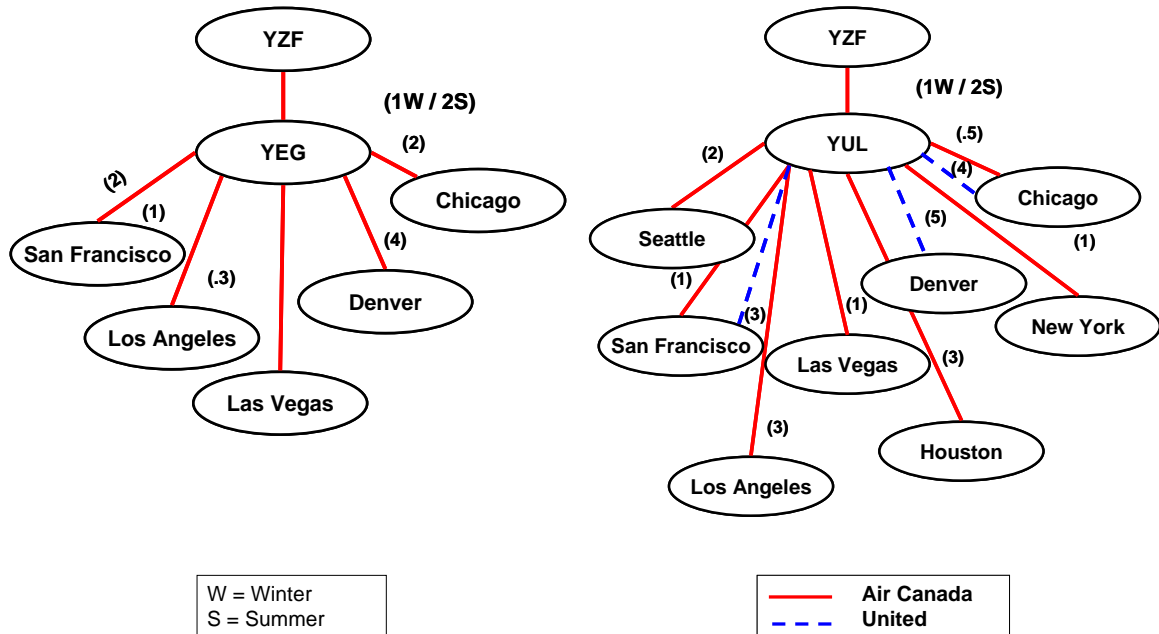 YZF
(1W / 2S)
YEG
(2)
(2)
Chicago
(1)
San Francisco
(4)
(.3)
Denver
Los Angeles
Las Vegas
W = Winter
S = Summer
YZF
(1W / 2S)
YUL
(.5)
(2)
(4)
Chicago
Seattle
(5)
(1)
(1)
Denver
(1)
(3)
New York
San Francisco
Las Vegas
(3)
(3)
Houston
Los Angeles
Air Canada
United